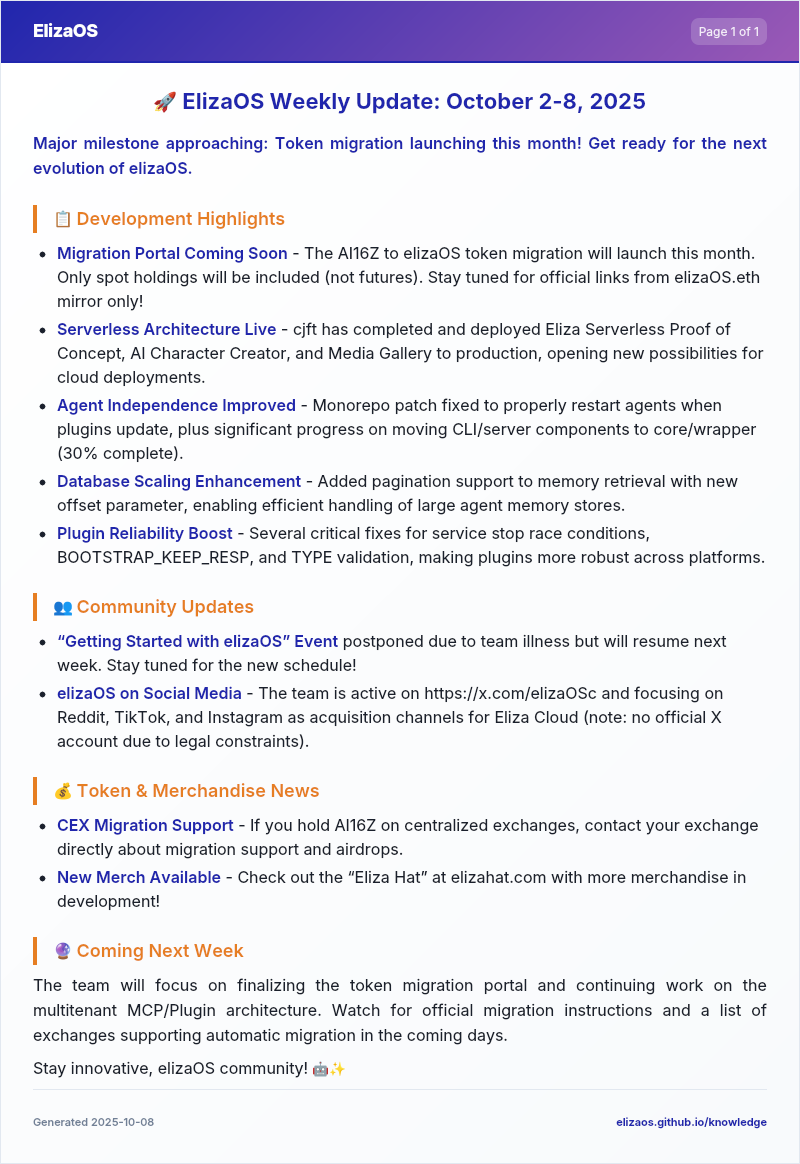 ElizaOS
Page 1 of 1
🚀 ElizaOS Weekly Update: October 2-8, 2025
Major milestone approaching: Token migration launching this month! Get ready for the next
evolution of elizaOS.
📋 Development Highlights
• Migration Portal Coming Soon - The AI16Z to elizaOS token migration will launch this month.
Only spot holdings will be included (not futures). Stay tuned for official links from elizaOS.eth
mirror only!
• Serverless Architecture Live - cjft has completed and deployed Eliza Serverless Proof of
Concept, AI Character Creator, and Media Gallery to production, opening new possibilities for
cloud deployments.
• Agent Independence Improved - Monorepo patch fixed to properly restart agents when
plugins update, plus significant progress on moving CLI/server components to core/wrapper
(30% complete).
• Database Scaling Enhancement - Added pagination support to memory retrieval with new
offset parameter, enabling efficient handling of large agent memory stores.
• Plugin Reliability Boost - Several critical fixes for service stop race conditions,
BOOTSTRAP_KEEP_RESP, and TYPE validation, making plugins more robust across platforms.
👥 Community Updates
• “Getting Started with elizaOS” Event postponed due to team illness but will resume next
week. Stay tuned for the new schedule!
• elizaOS on Social Media - The team is active on https://x.com/elizaOSc and focusing on
Reddit, TikTok, and Instagram as acquisition channels for Eliza Cloud (note: no official X
account due to legal constraints).
💰 Token & Merchandise News
• CEX Migration Support - If you hold AI16Z on centralized exchanges, contact your exchange
directly about migration support and airdrops.
• New Merch Available - Check out the “Eliza Hat” at elizahat.com with more merchandise in
development!
🔮 Coming Next Week
The team will focus on finalizing the token migration portal and continuing work on the
multitenant MCP/Plugin architecture. Watch for official migration instructions and a list of
exchanges supporting automatic migration in the coming days.
Stay innovative, elizaOS community! 🤖✨
Generated 2025-10-08
elizaos.github.io/knowledge